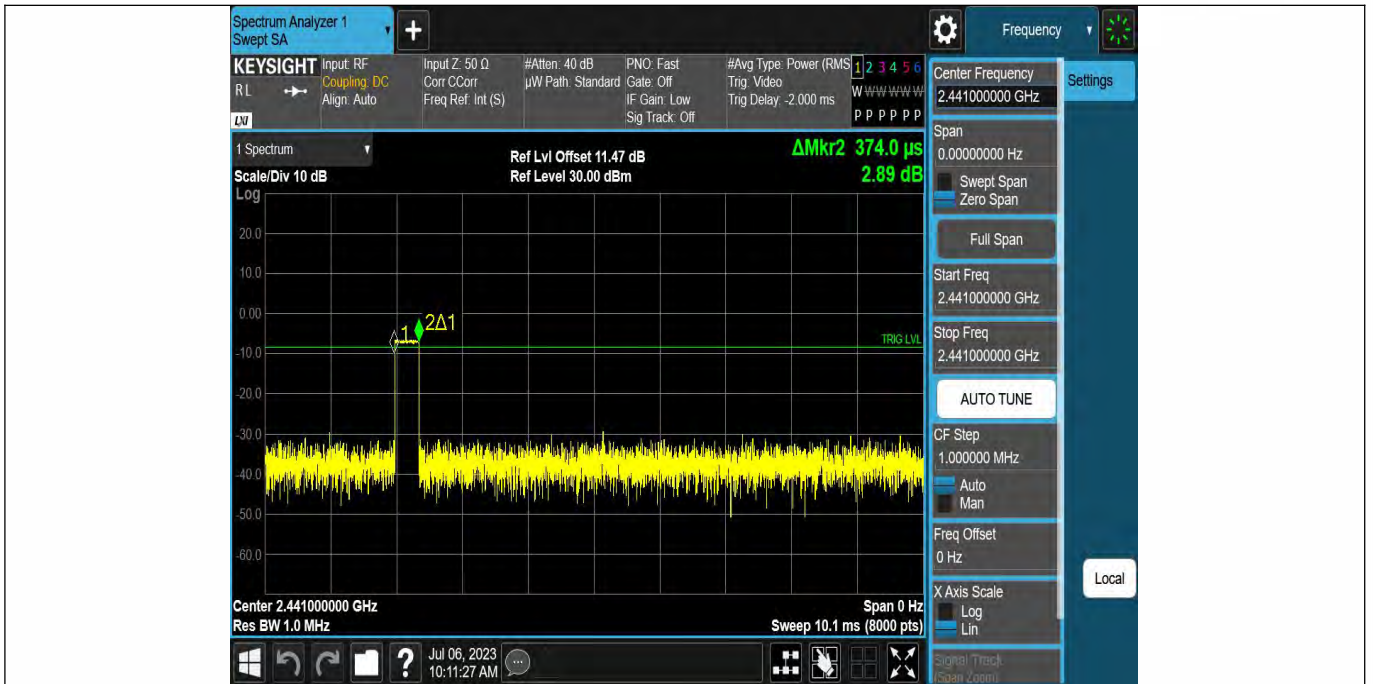 Spectrum Analyzer 1
Swept SA
Frequency
KEYSIGHT
RL
LXI
Input: RF
Coupling: DC
Align: Auto
Input Z: 50 Ω
Corr CCorr
Freq Ref: Int (S)
#Atten: 40 dB
µW Path: Standard
PNO: Fast
Gate: Off
IF Gain: Low
Sig Track: Off
#Avg Type: Power (RMS
Trig: Video
Trig Delay: -2.000 ms
1 2 3 4 5 6
W W W W W W
P P P P P P
Center Frequency
2.441000000 GHz
Settings
1 Spectrum
Scale/Div 10 dB
Log
Ref Lvl Offset 11.47 dB
Ref Level 30.00 dBm
ΔMkr2 374.0 µs
2.89 dB
Span
0.00000000 Hz
Swept Span
Zero Span
Full Span
Start Freq
2.441000000 GHz
Stop Freq
2.441000000 GHz
AUTO TUNE
CF Step
1.000000 MHz
Auto
Man
Freq Offset
0 Hz
X Axis Scale
Log
Lin
Signal Track
(Span Zoom)
Local
20.0
10.0
0.00
-10.0
-20.0
-30.0
-40.0
-50.0
-60.0
1
2Δ1
TRIG LVL
Center 2.441000000 GHz
Res BW 1.0 MHz
Span 0 Hz
Sweep 10.1 ms (8000 pts)
?
Jul 06, 2023
10:11:27 AM